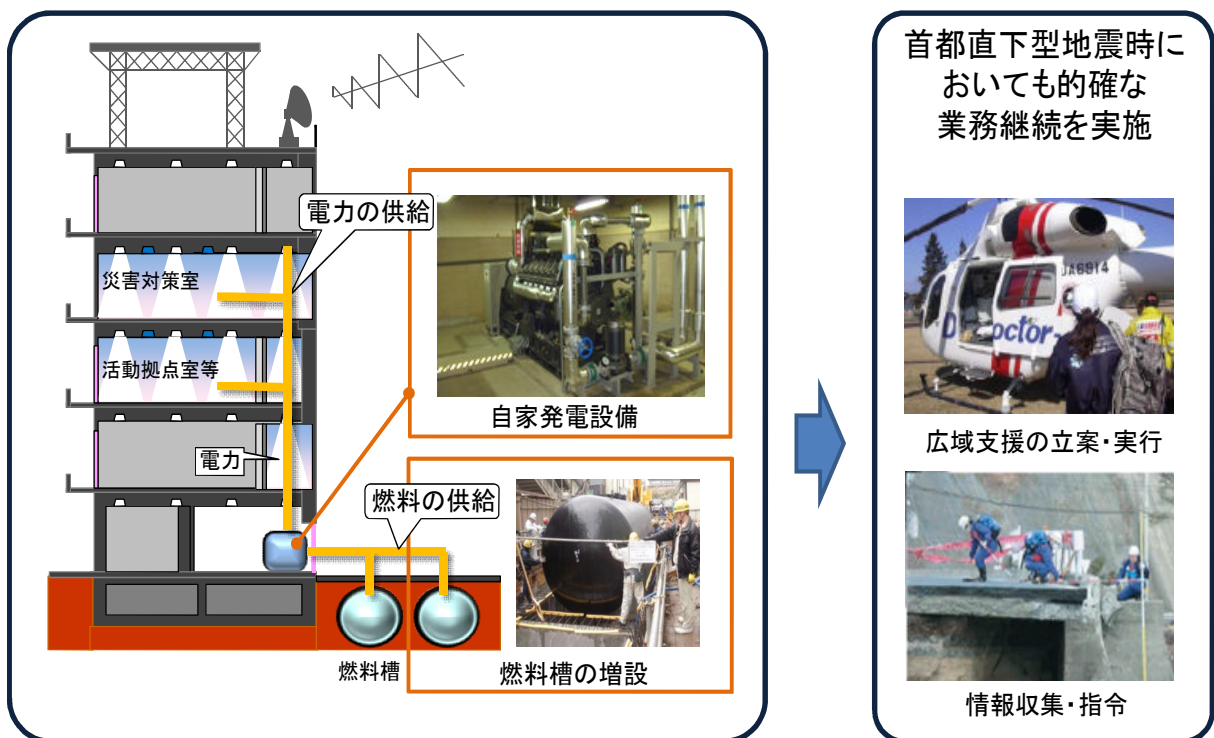 電力の供給
災害対策室
活動拠点室等
電力
自家発電設備
燃料の供給
燃料槽
燃料槽の増設
首都直下型地震時に
おいても的確な
業務継続を実施
JA6914
octor-
広域支援の立案・実行
情報収集・指令